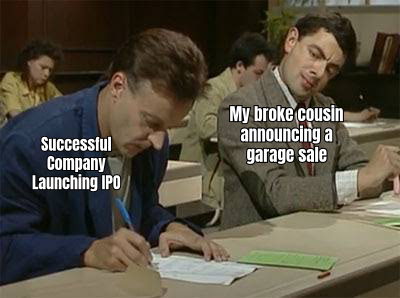 Successful
Company
Launching IPO
My broke cousin
announcing a
garage sale